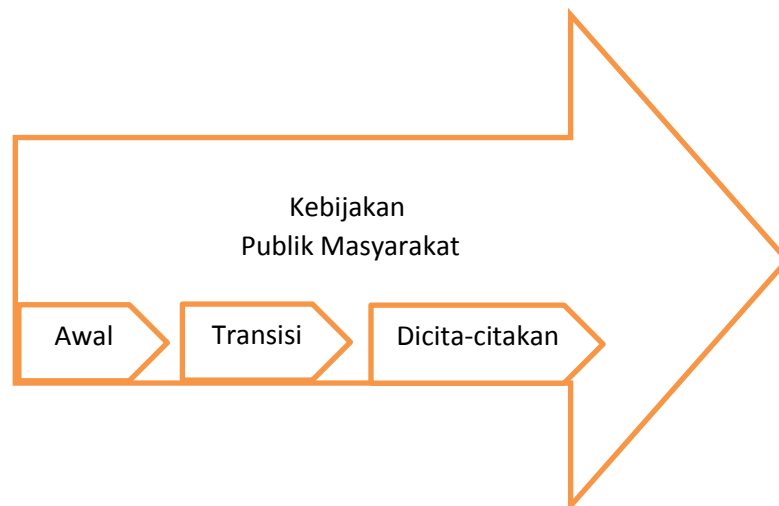 Kebijakan
Publik Masyarakat
Awal
Transisi
Dicita-citakan